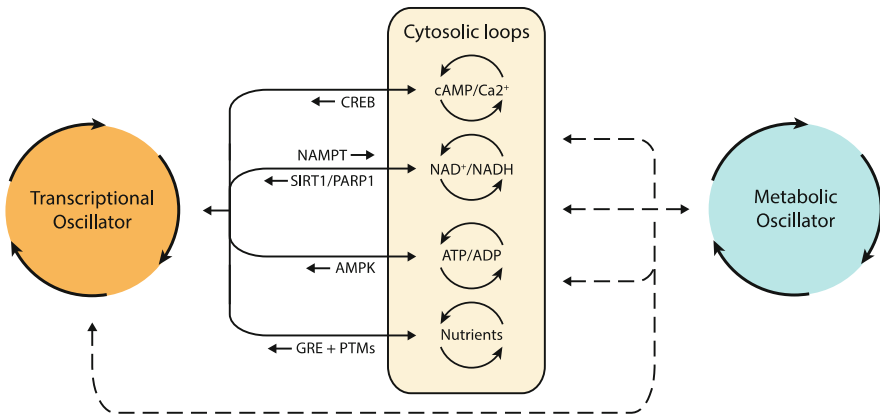 Cytosolic loops
cAMP/Ca2⁺
CREB
NAMPT
NAD⁺/NADH
SIRT1/PARP1
Transcriptional
Oscillator
Metabolic
Oscillator
ATP/ADP
AMPK
Nutrients
GRE + PTMs